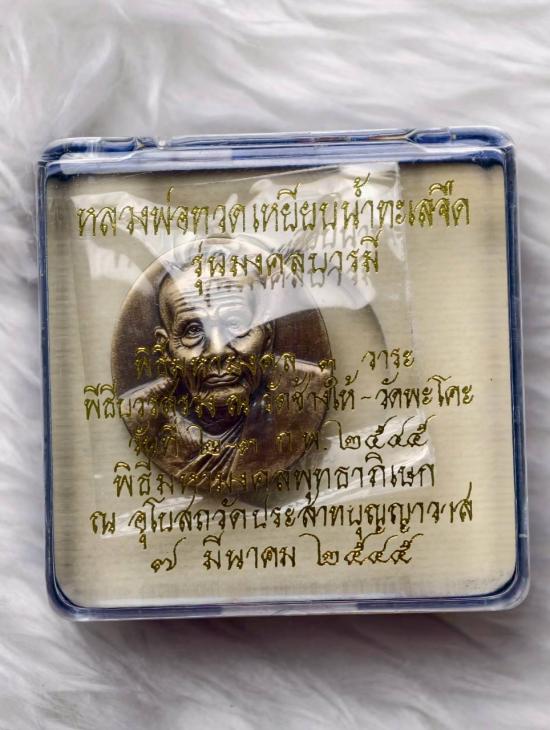 หลวงพ่อทวด เหยียบน้ำทะเลจืด
รุ่นมงคลบารมี
พิธีมหามงคล ๓ วาระ
พิธีบวงสรวง ณ วัดช้างให้ ~ วัดพะโคะ
วันที่ ๒-๓ ก.พ. ๒๕๔๕
พิธีมหามงคลพุทธาภิเษก
ณ อุโบสถวัดประสาทบุญญาวาส
๗ มีนาคม ๒๕๔๕